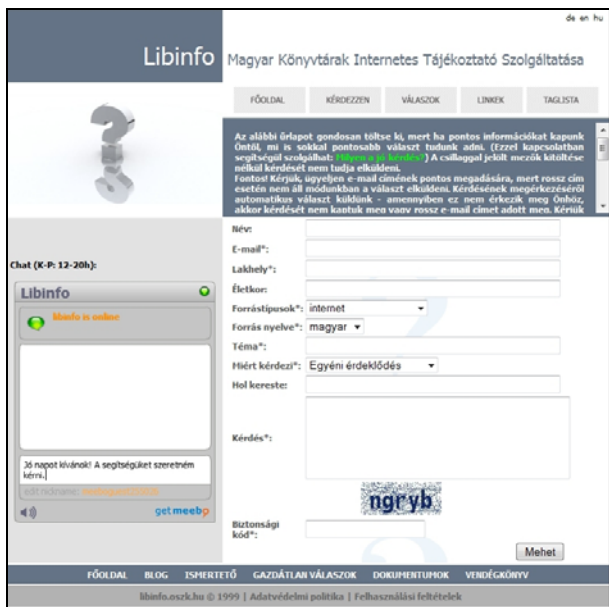 de en hu
Libinfo
Magyar Könyvtárak Internetes Tájékoztató Szolgáltatása
FŐOLDAL KÉRDEZZEN VÁLASZOK LINKEK TAGLISTA
Az alábbi űrlapot gondosan töltse ki, mert ha pontos információkat kapunk
Öntől, mi is sokkal pontosabb választ tudunk adni. (Ezzel kapcsolatban
segítségül szolgálhat: Milyen a jó kérdés?) A csillaggal jelölt mezők kitöltése
nélkül kérdését nem tudja elküldeni.
Fontos! Kérjük, ügyeljen e-mail címének pontos megadására, mert rossz cím
esetén nem áll módunkban a választ elküldeni. Kérdésének megérkezéséről
automatikus választ küldünk - amennyiben ez nem érkezik meg Önhöz,
akkor kérdését nem kaptuk meg vagy rossz e-mail címet adott meg. Kérjük
Chat (K-P: 12-20h):
Libinfo
libinfo is online
Jó napot kívánok! A segítségüket szeretném
kérni.
edit nickname:
get meebo
Név:
E-mail*:
Lakhely*:
Életkor:
Forrástípusok*: internet
Forrás nyelve*: magyar
Téma*:
Miért kérdezi*: Egyéni érdeklődés
Hol kereste:
Kérdés*:
ngryb
Biztonsági
kód*:
Mehet
FŐOLDAL BLOG ISMERTETŐ GAZDÁTLAN VÁLASZOK DOKUMENTUMOK VENDÉGKÖNYV
libinfo.oszk.hu © 1999 | Adatvédelmi politika | Felhasználási feltételek